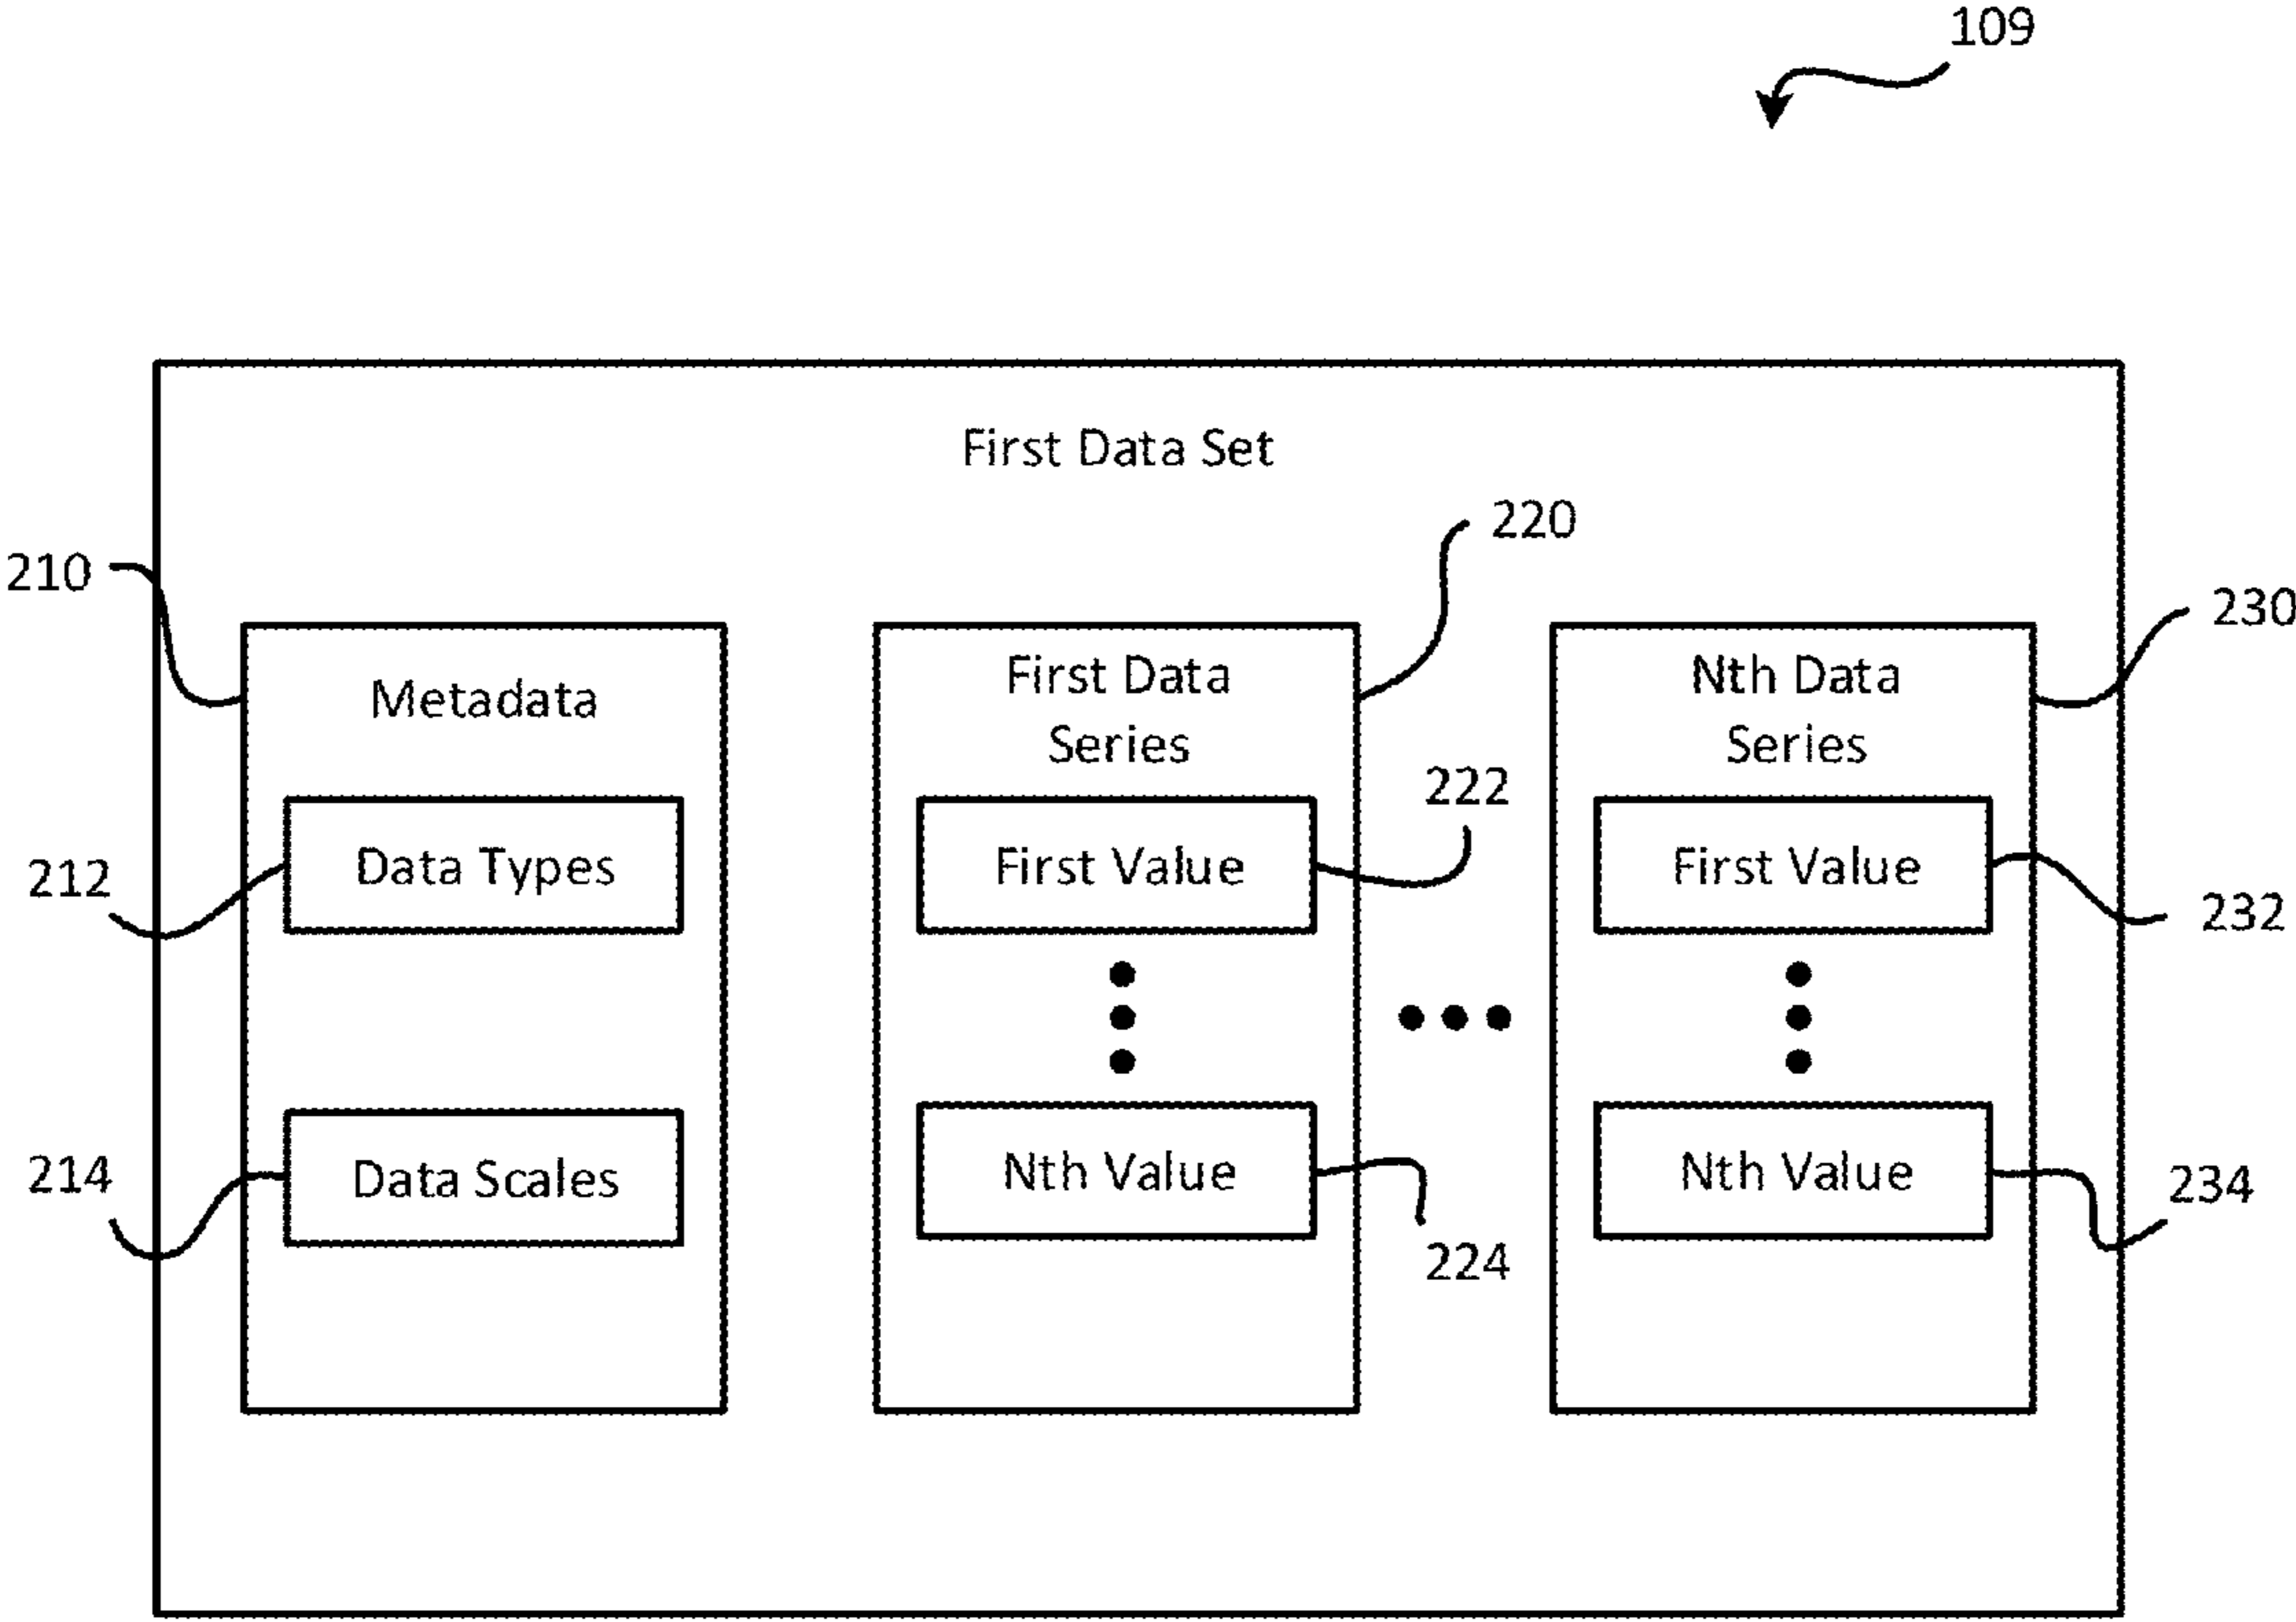 109
First Data Set
220
210
230
Metadata
First Data
Series
Nth Data
Series
222
212
Data Types
First Value
First Value
232
214
Data Scales
Nth Value
Nth Value
234
224